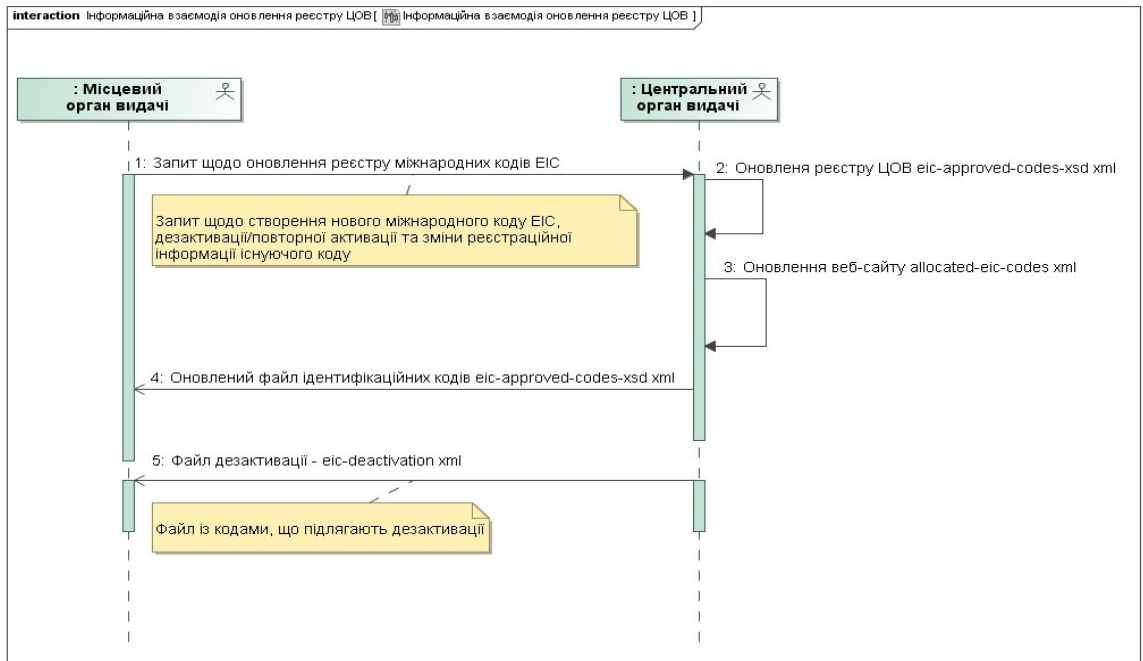 interaction Інформаційна взаємодія оновлення реєстру ЦОВ[ Інформаційна взаємодія оновлення реєстру ЦОВ ]
: Місцевий
орган видачі
: Центральний
орган видачі
1: Запит щодо оновлення реєстру міжнародних кодів EIC
2: Оновленя реєстру ЦОВ eic-approved-codes-xsd xml
Запит щодо створення нового міжнародного коду EIC,
дезактивації/повторної активації та зміни реєстраційної
інформації існуючого коду
3: Оновлення веб-сайту allocated-eic-codes xml
4: Оновлений файл ідентифікаційних кодів eic-approved-codes-xsd xml
5: Файл дезактивації - eic-deactivation xml
Файл із кодами, що підлягають дезактивації